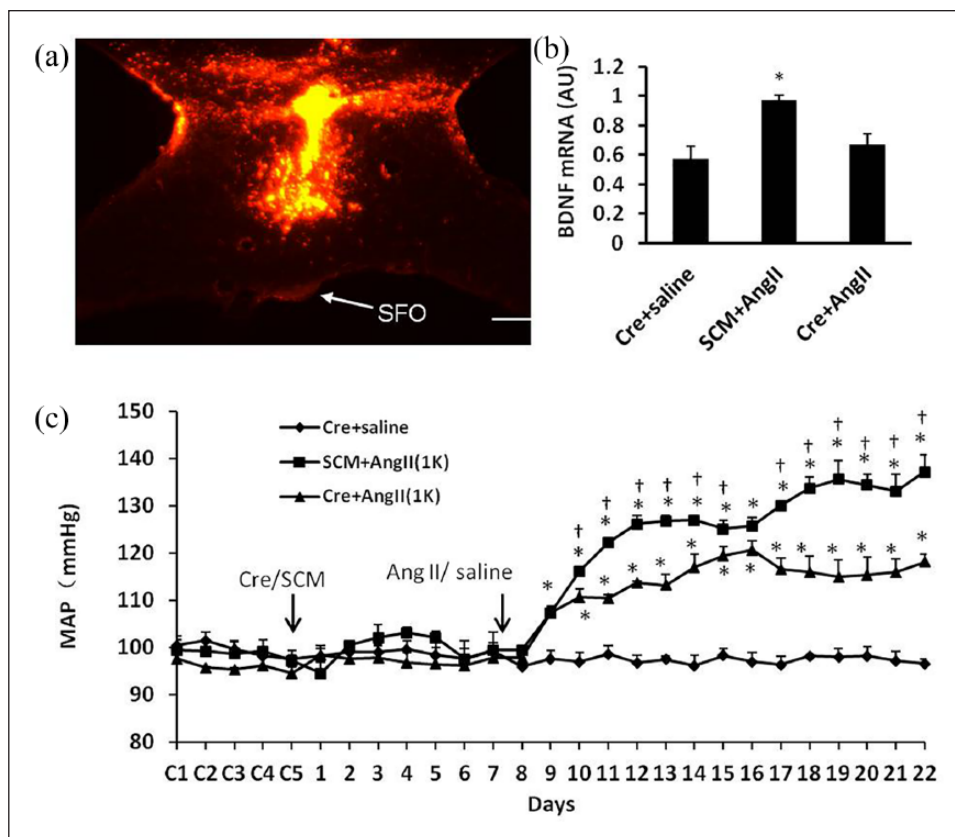 (a)
SFO
(b)
BDNF mRNA (AU)
1.2
1
0.8
0.6
0.4
0.2
0
*
Cre+saline
SCM+AngII
Cre+AngII
(c)
MAP (mmHg)
150
140
130
120
110
100
90
80
Cre+saline
SCM+AngII(1K)
Cre+AngII(1K)
Cre/SCM
Ang II/ saline
† † † † † † † † † † † †
* * * * * * * * * * * * * *
* * * * * * * * * * * * *
C1 C2 C3 C4 C5 1 2 3 4 5 6 7 8 9 10 11 12 13 14 15 16 17 18 19 20 21 22
Days